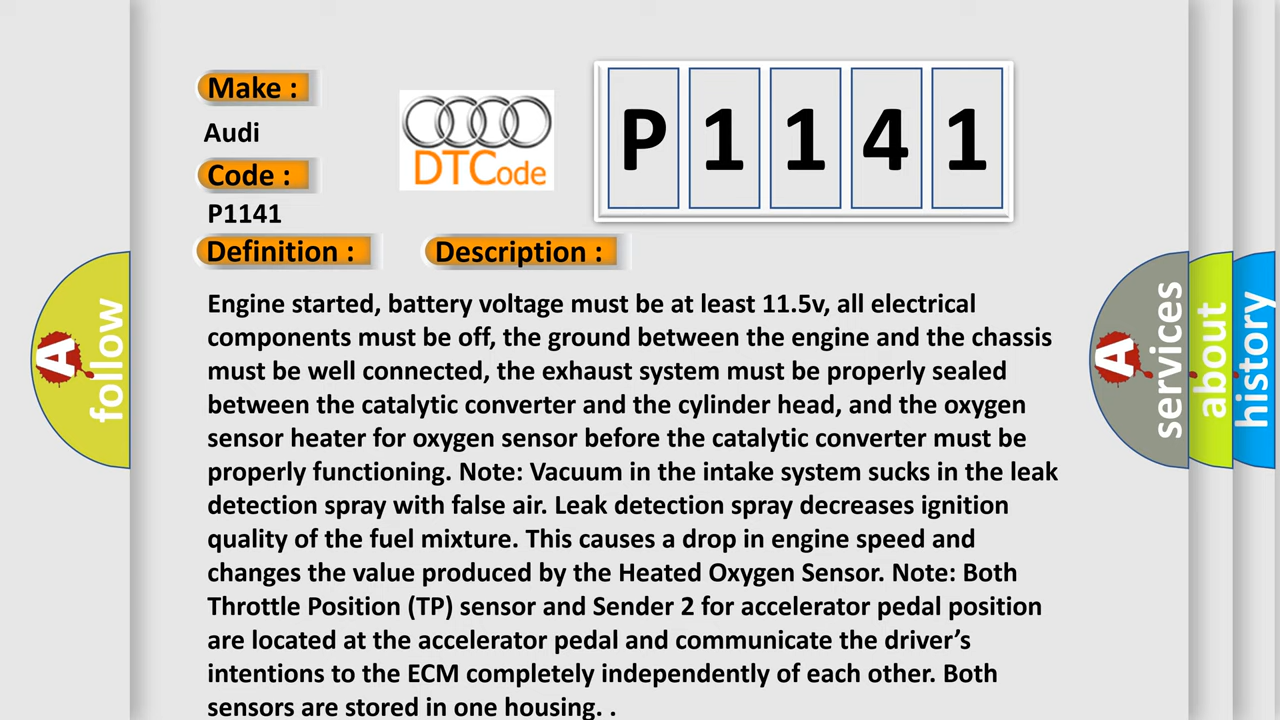 Make :
Audi
Code :
P1141
DTCode
P 1 1 4 1
Definition :
Description :
Engine started, battery voltage must be at least 11.5v, all electrical
components must be off, the ground between the engine and the chassis
must be well connected, the exhaust system must be properly sealed
between the catalytic converter and the cylinder head, and the oxygen
sensor heater for oxygen sensor before the catalytic converter must be
properly functioning. Note: Vacuum in the intake system sucks in the leak
detection spray with false air. Leak detection spray decreases ignition
quality of the fuel mixture. This causes a drop in engine speed and
changes the value produced by the Heated Oxygen Sensor. Note: Both
Throttle Position (TP) sensor and Sender 2 for accelerator pedal position
are located at the accelerator pedal and communicate the driver’s
intentions to the ECM completely independently of each other. Both
sensors are stored in one housing. .
A
follow
A
services
about
history